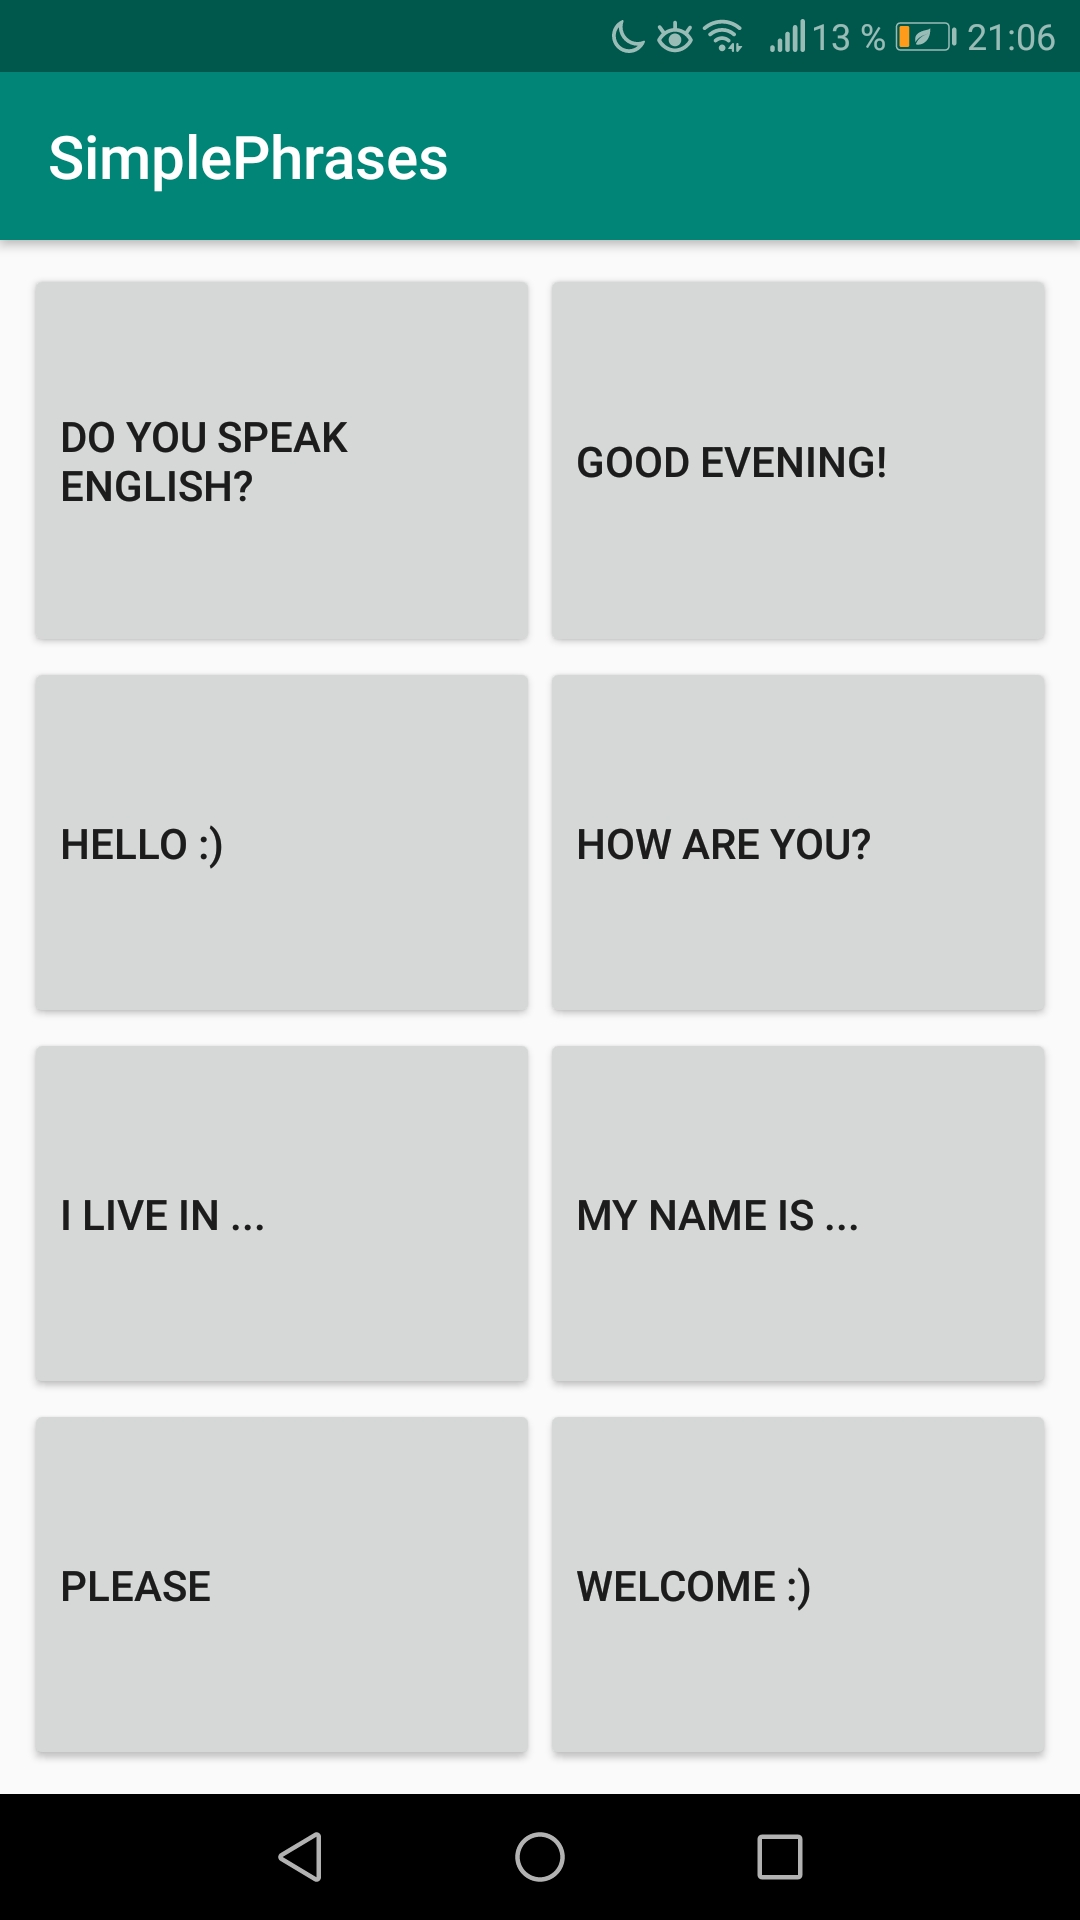 13 % 21:06
SimplePhrases
DO YOU SPEAK
ENGLISH?
GOOD EVENING!
HELLO :)
HOW ARE YOU?
I LIVE IN ...
MY NAME IS ...
PLEASE
WELCOME :)